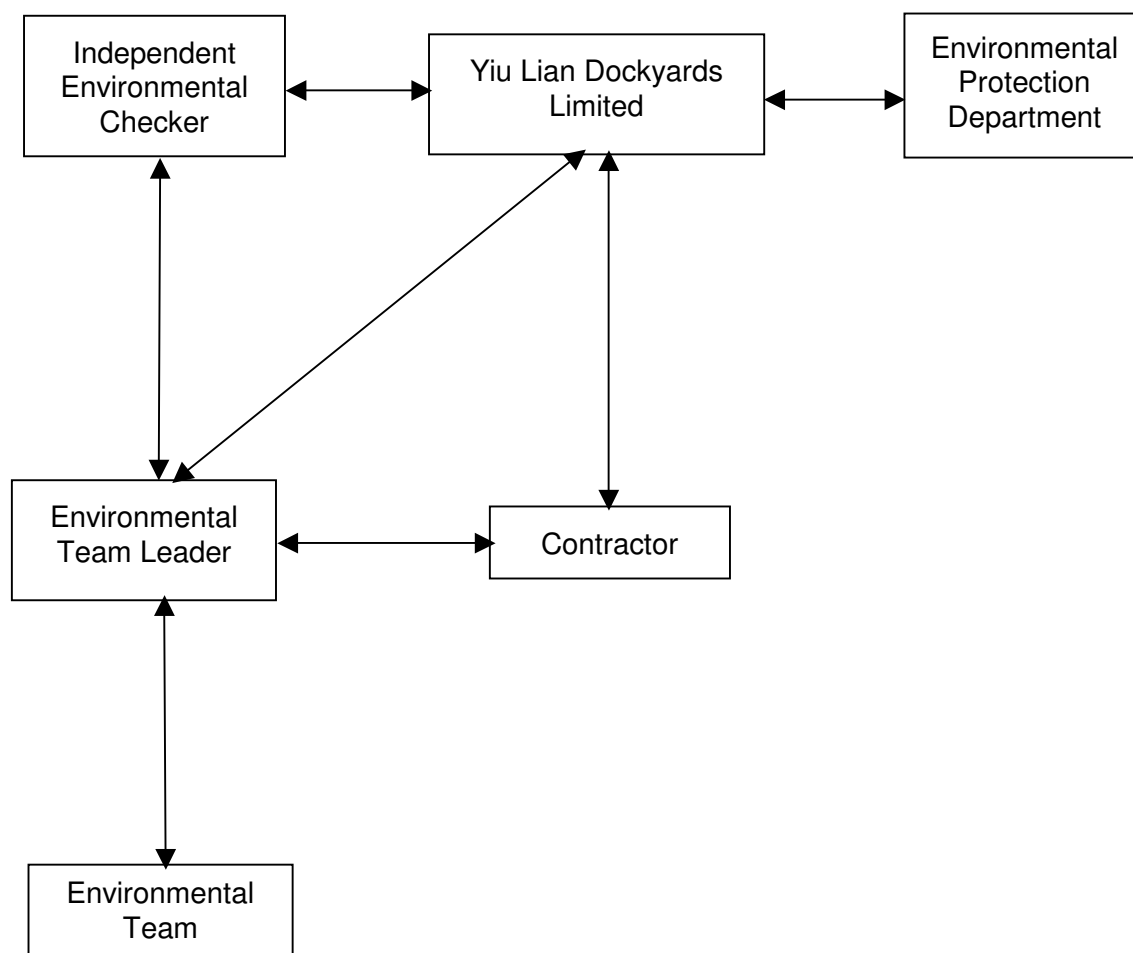 Independent
Environmental
Checker
Yiu Lian Dockyards
Limited
Environmental
Protection
Department
Environmental
Team Leader
Contractor
Environmental
Team